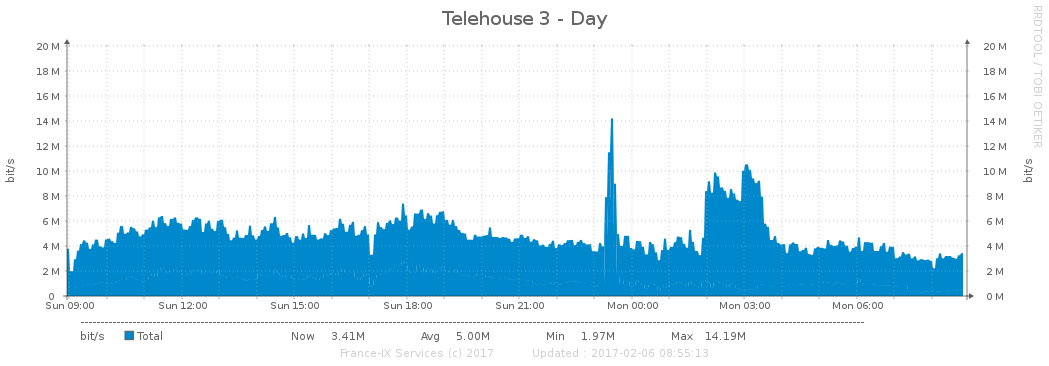 Telehouse 3 - Day
RRDTOOL / TOBI OETIKER
20 M 20 M
18 M 18 M
16 M 16 M
14 M 14 M
12 M 12 M
10 M 10 M
8 M 8 M
6 M 6 M
4 M 4 M
2 M 2 M
0 0 M
bit/s bit/s
Sun 09:00 Sun 12:00 Sun 15:00 Sun 18:00 Sun 21:00 Mon 00:00 Mon 03:00 Mon 06:00
bit/s Total Now 3.41M Avg 5.00M Min 1.97M Max 14.19M
France-IX Services (c) 2017 Updated : 2017-02-06 08:55:13